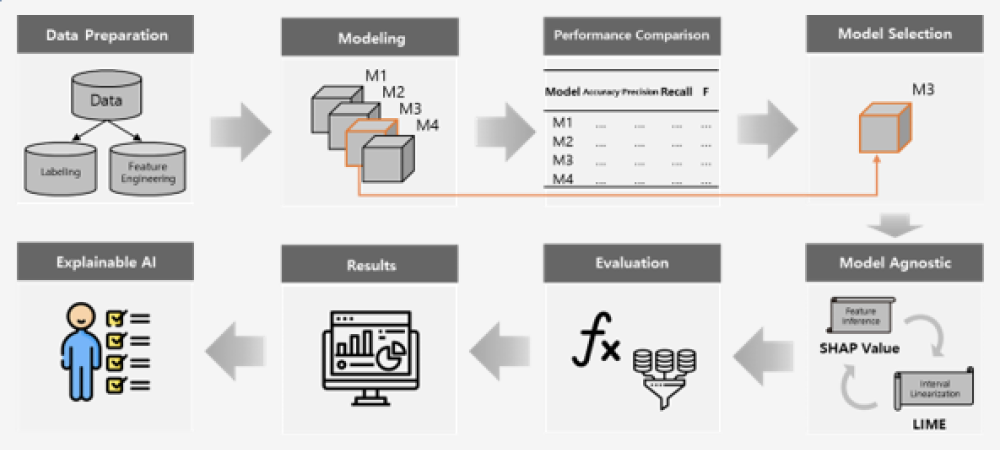 Data Preparation
Data
Labeling
Feature
Engineering
Modeling
M1
M2
M3
M4
Performance Comparison
Model Accuracy Precision Recall F
M1 ... ... ... ...
M2 ... ... ... ...
M3 ... ... ... ...
M4 ... ... ... ...
Model Selection
M3
Model Agnostic
Feature
Inference
SHAP Value
Interval
Linearization
LIME
Evaluation
fx
Results
Explainable AI